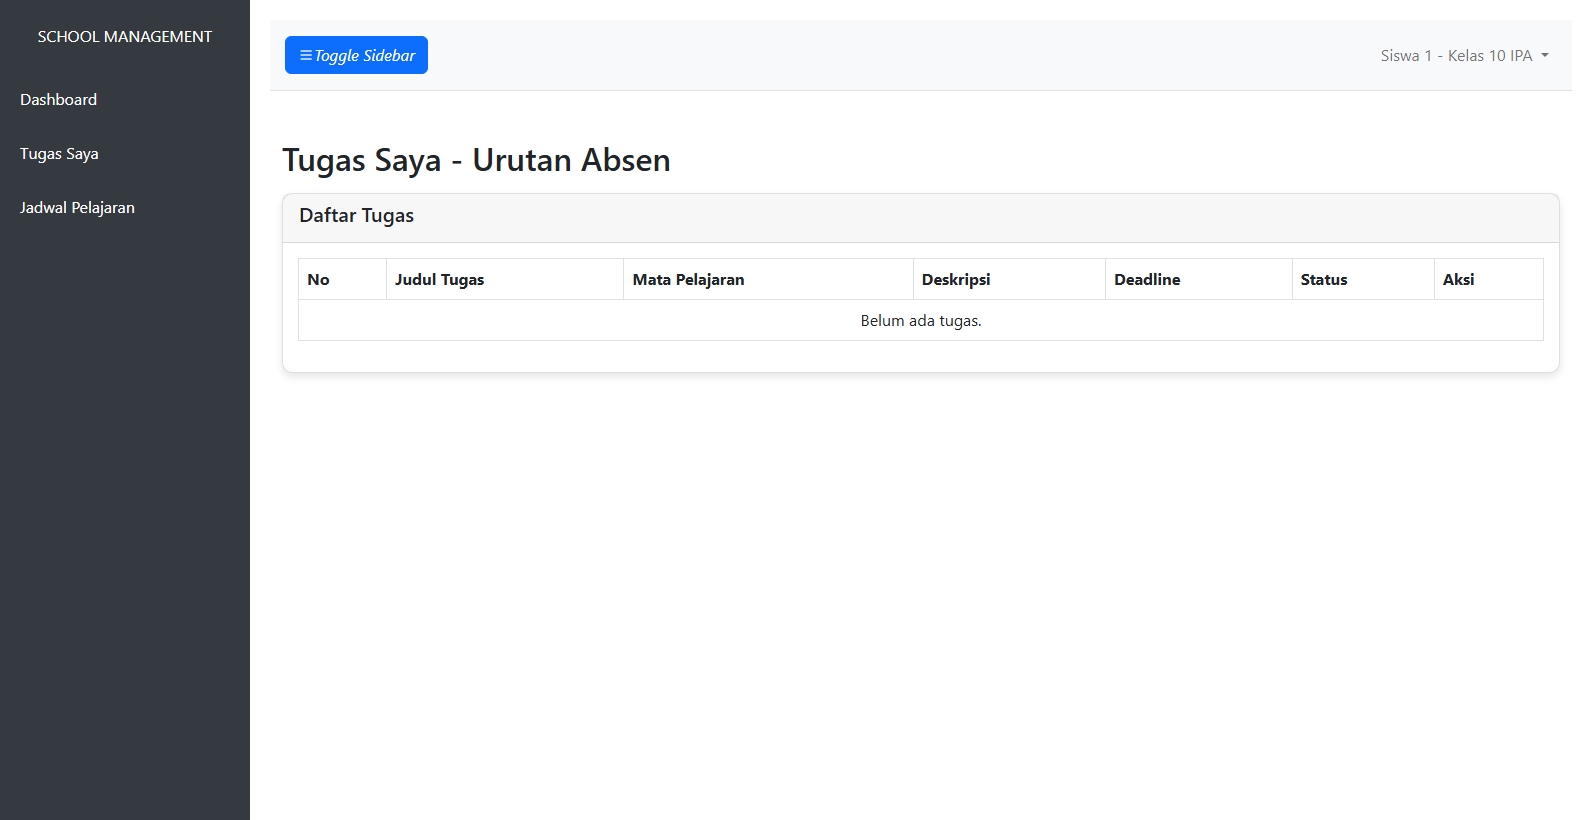 SCHOOL MANAGEMENT
Dashboard
Tugas Saya
Jadwal Pelajaran
Toggle Sidebar
Siswa 1 - Kelas 10 IPA
Tugas Saya - Urutan Absen
Daftar Tugas
No Judul Tugas Mata Pelajaran Deskripsi Deadline Status Aksi
Belum ada tugas.